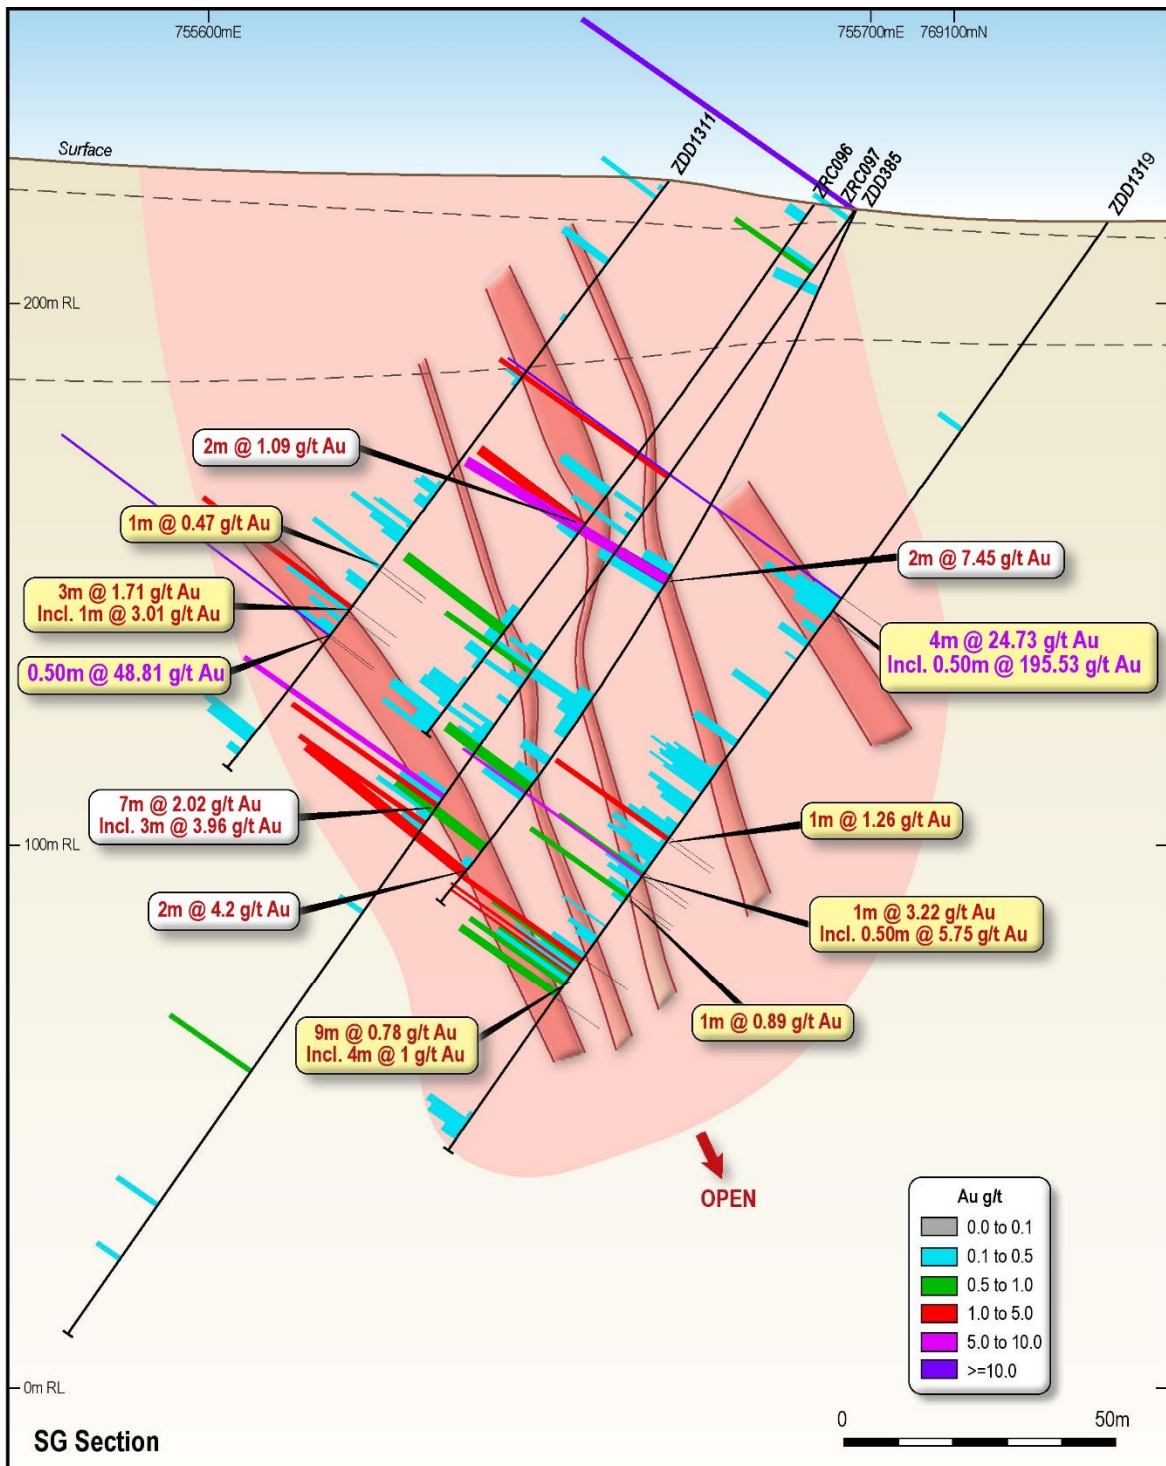 755600mE
755700mE
769100mN
Surface
ZDD1311
ZRC096
ZRC097
ZDD385
ZDD1319
200m RL
2m @ 1.09 g/t Au
1m @ 0.47 g/t Au
3m @ 1.71 g/t Au
Incl. 1m @ 3.01 g/t Au
0.50m @ 48.81 g/t Au
2m @ 7.45 g/t Au
4m @ 24.73 g/t Au
Incl. 0.50m @ 195.53 g/t Au
7m @ 2.02 g/t Au
Incl. 3m @ 3.96 g/t Au
100m RL
1m @ 1.26 g/t Au
2m @ 4.2 g/t Au
1m @ 3.22 g/t Au
Incl. 0.50m @ 5.75 g/t Au
9m @ 0.78 g/t Au
Incl. 4m @ 1 g/t Au
1m @ 0.89 g/t Au
OPEN
Au g/t
0.0 to 0.1
0.1 to 0.5
0.5 to 1.0
1.0 to 5.0
5.0 to 10.0
>=10.0
0m RL
SG Section
0
50m